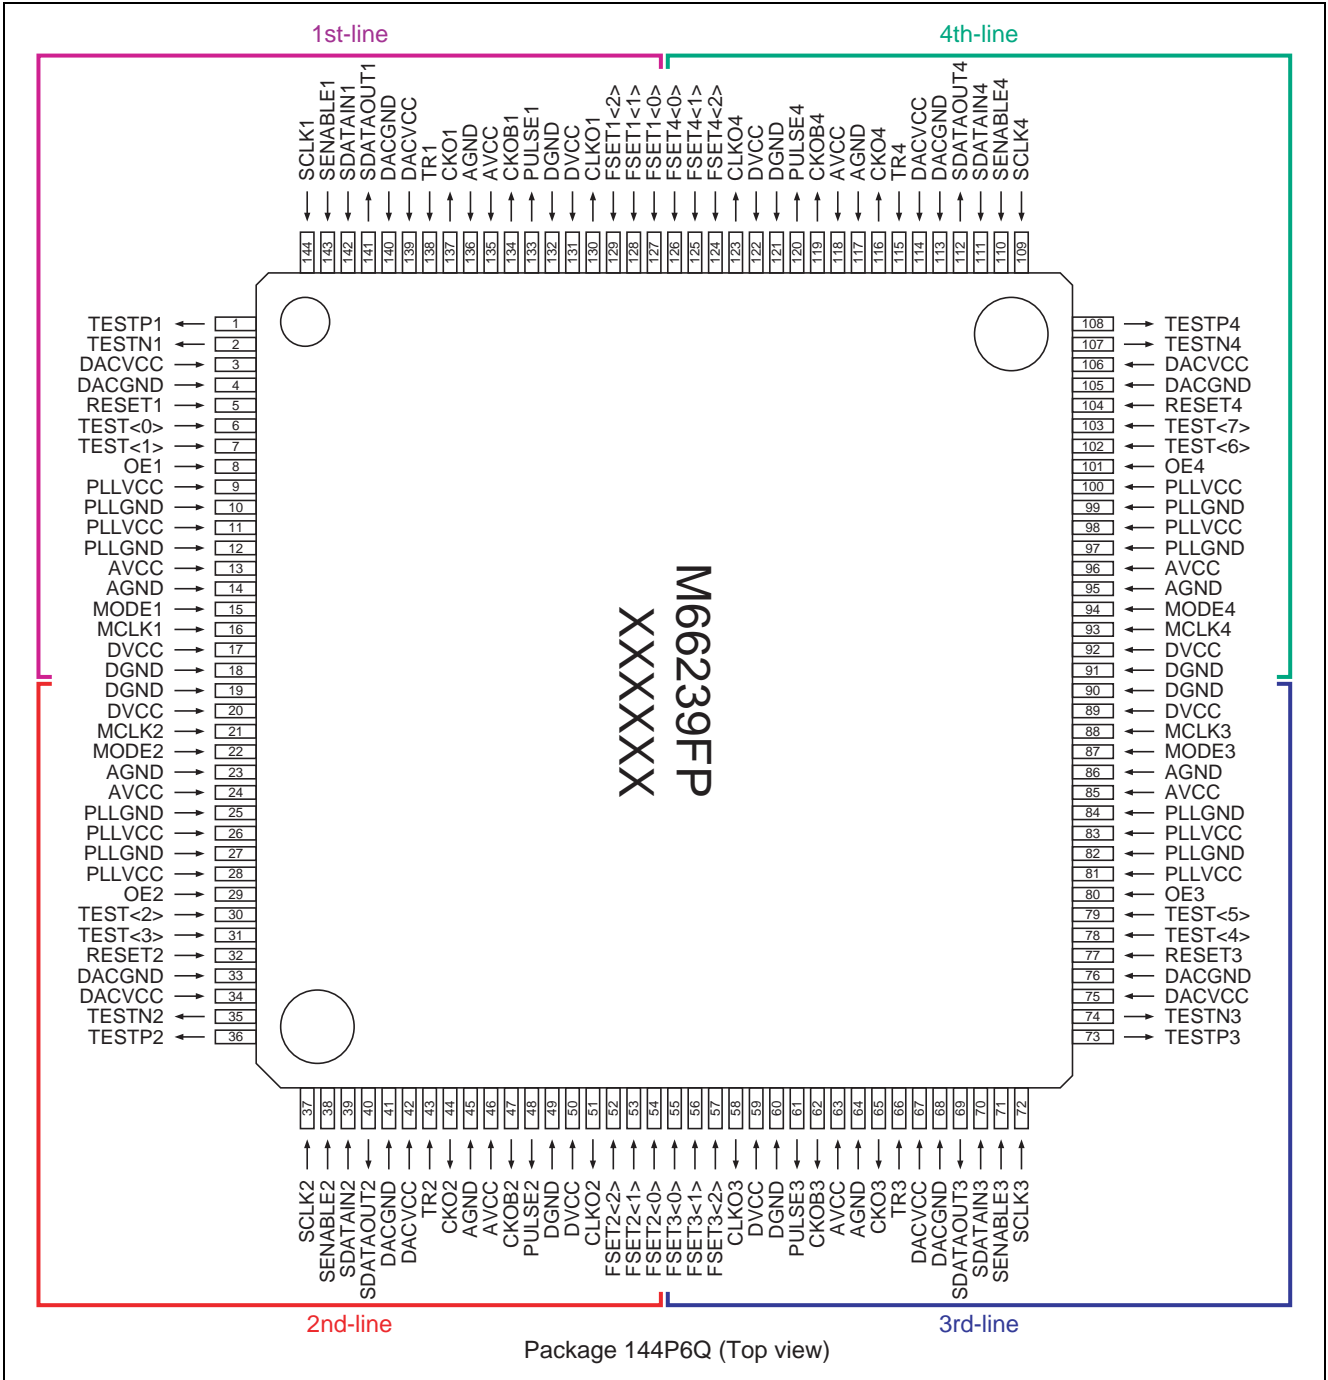 1st-line
4th-line
SCLK1
SENABLE1
SDATAIN1
SDATAOUT1
DACGND
DACVCC
TR1
CKO1
AGND
AVCC
CKOB1
PULSE1
DGND
DVCC
CLKO1
FSET1<2>
FSET1<1>
FSET1<0>
FSET4<0>
FSET4<1>
FSET4<2>
CLKO4
DVCC
DGND
PULSE4
CKOB4
AVCC
AGND
CKO4
TR4
DACVCC
DACGND
SDATAOUT4
SDATAIN4
SENABLE4
SCLK4
144 143 142 141 140 139 138 137 136 135 134 133 132 131 130 129 128 127 126 125 124 123 122 121 120 119 118 117 116 115 114 113 112 111 110 109
TESTP1 1 108 TESTP4
TESTN1 2 107 TESTN4
DACVCC 3 106 DACVCC
DACGND 4 105 DACGND
RESET1 5 104 RESET4
TEST<0> 6 103 TEST<7>
TEST<1> 7 102 TEST<6>
OE1 8 101 OE4
PLLVCC 9 100 PLLVCC
PLLGND 10 99 PLLGND
PLLVCC 11 98 PLLVCC
PLLGND 12 97 PLLGND
AVCC 13 96 AVCC
AGND 14 95 AGND
MODE1 15 94 MODE4
MCLK1 16 93 MCLK4
DVCC 17 92 DVCC
DGND 18 91 DGND
DGND 19 90 DGND
DVCC 20 89 DVCC
MCLK2 21 88 MCLK3
MODE2 22 87 MODE3
AGND 23 86 AGND
AVCC 24 85 AVCC
PLLGND 25 84 PLLGND
PLLVCC 26 83 PLLVCC
PLLGND 27 82 PLLGND
PLLVCC 28 81 PLLVCC
OE2 29 80 OE3
TEST<2> 30 79 TEST<5>
TEST<3> 31 78 TEST<4>
RESET2 32 77 RESET3
DACGND 33 76 DACGND
DACVCC 34 75 DACVCC
TESTN2 35 74 TESTN3
TESTP2 36 73 TESTP3
M66239FP
XXXXXX
37 38 39 40 41 42 43 44 45 46 47 48 49 50 51 52 53 54 55 56 57 58 59 60 61 62 63 64 65 66 67 68 69 70 71 72
SCLK2
SENABLE2
SDATAIN2
SDATAOUT2
DACGND
DACVCC
TR2
CKO2
AGND
AVCC
CKOB2
PULSE2
DGND
DVCC
CLKO2
FSET2<2>
FSET2<1>
FSET2<0>
FSET3<0>
FSET3<1>
FSET3<2>
CLKO3
DVCC
DGND
PULSE3
CKOB3
AVCC
AGND
CKO3
TR3
DACVCC
DACGND
SDATAOUT3
SDATAIN3
SENABLE3
SCLK3
2nd-line
3rd-line
Package 144P6Q (Top view)